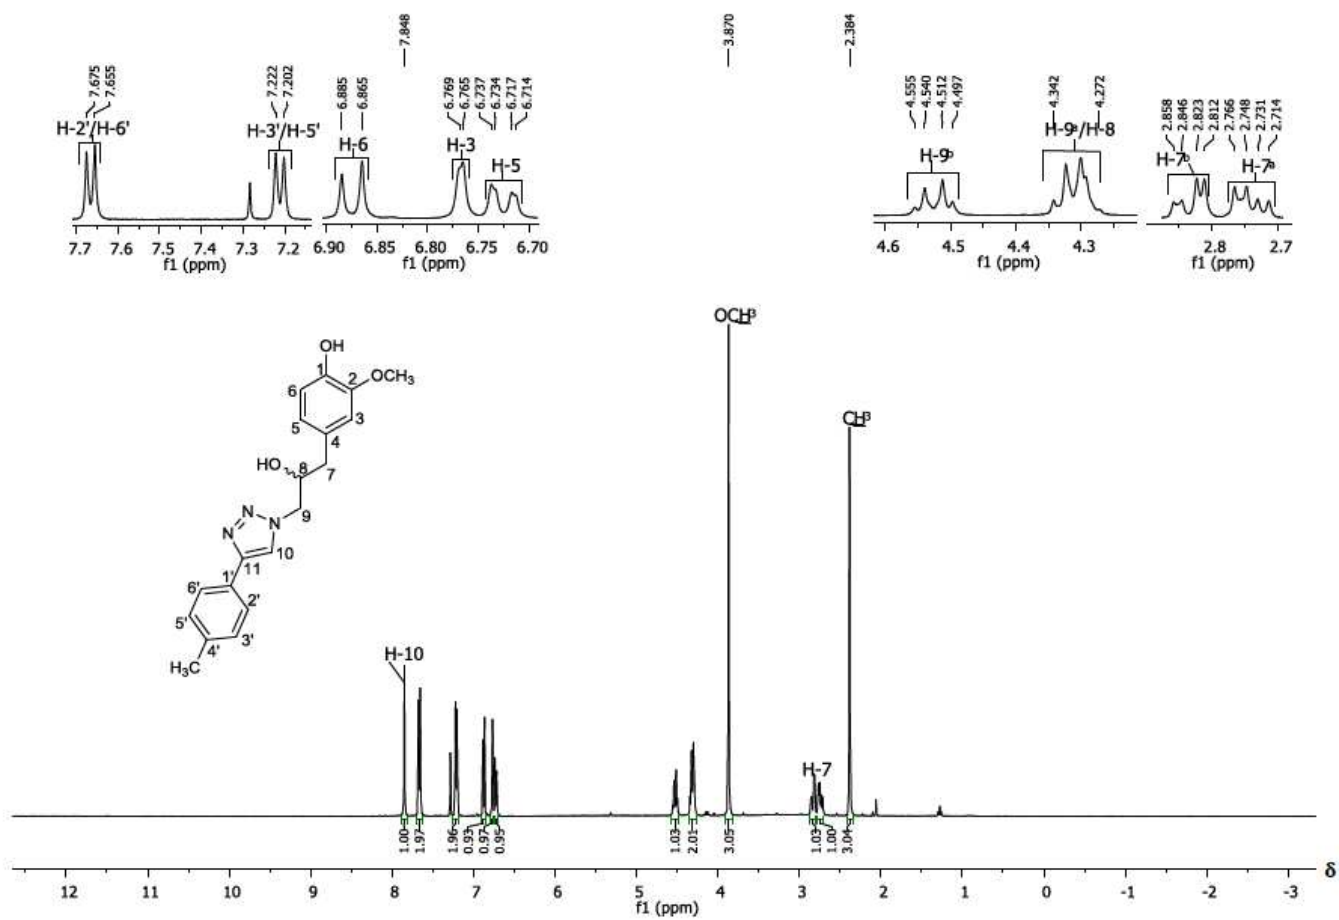 7.848
3.870
2.384
7.675
7.655
7.222
7.202
6.885
6.865
6.769
6.765
6.737
6.734
6.717
6.714
4.555
4.540
4.512
4.497
4.342
4.272
2.858
2.846
2.823
2.812
2.766
2.748
2.731
2.714
H-2'/H-6'
H-3'/H-5'
H-6
H-3
H-5
H-9b
H-9a/H-8
H-7b
H-7a
7.7 7.6 7.5 7.4 7.3 7.2
f1 (ppm)
6.90 6.85 6.80 6.75 6.70
f1 (ppm)
4.6 4.5 4.4 4.3
f1 (ppm)
2.8 2.7
f1 (ppm)
OCH3
CH3
OH
1
6 2 OCH3
5 3
4
HO 8 7
N N N 9
10
11
1'
6' 2'
5' 3'
4'
H3C
H-10
H-7
1.00
1.97
1.96
0.93
0.97
0.95
1.03
2.01
3.05
1.03
1.00
3.04
12 11 10 9 8 7 6 5 4 3 2 1 0 -1 -2 -3
f1 (ppm)
δ